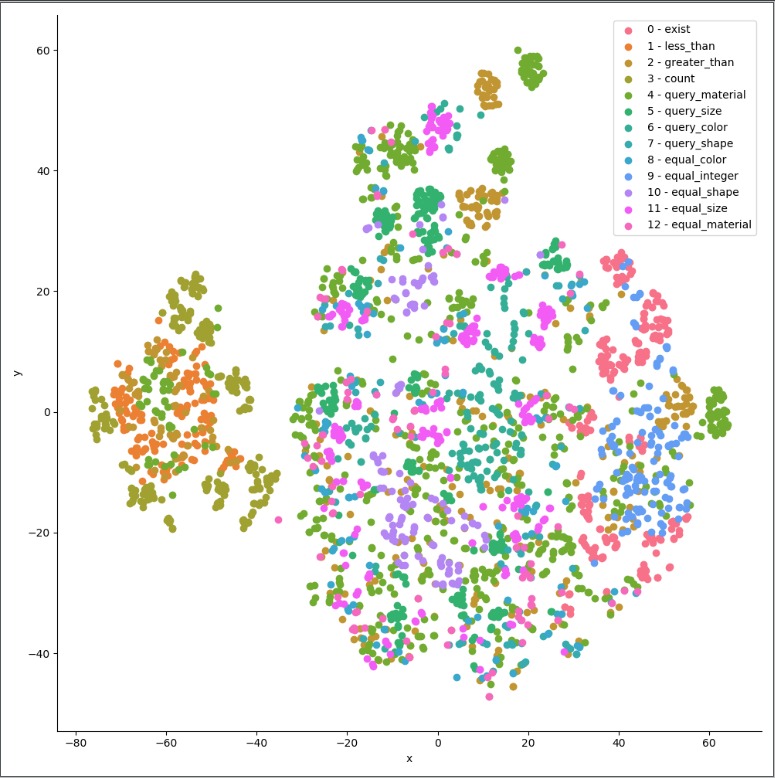 0 - exist
1 - less_than
2 - greater_than
3 - count
4 - query_material
5 - query_size
6 - query_color
7 - query_shape
8 - equal_color
9 - equal_integer
10 - equal_shape
11 - equal_size
12 - equal_material
60
40
20
0
−20
−40
y
−80 −60 −40 −20 0 20 40 60
x